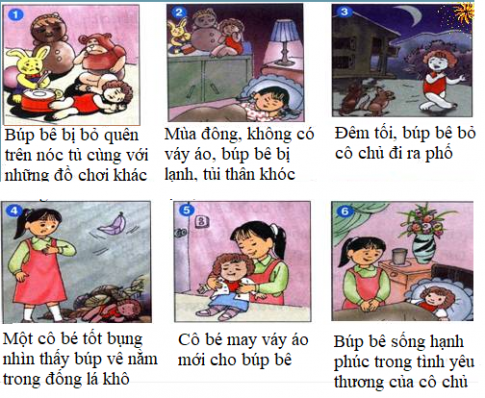 1
Búp bê bị bỏ quên
trên nóc tủ cùng với
những đồ chơi khác
2
Mùa đông, không có
váy áo, búp bê bị
lạnh, tủi thân khóc
3
Đêm tối, búp bê bỏ
cô chủ đi ra phố
4
Một cô bé tốt bụng
nhìn thấy búp vê nằm
trong đống lá khô
5
Cô bé may váy áo
mới cho búp bê
6
Búp bê sống hạnh
phúc trong tình yêu
thương của cô chủ